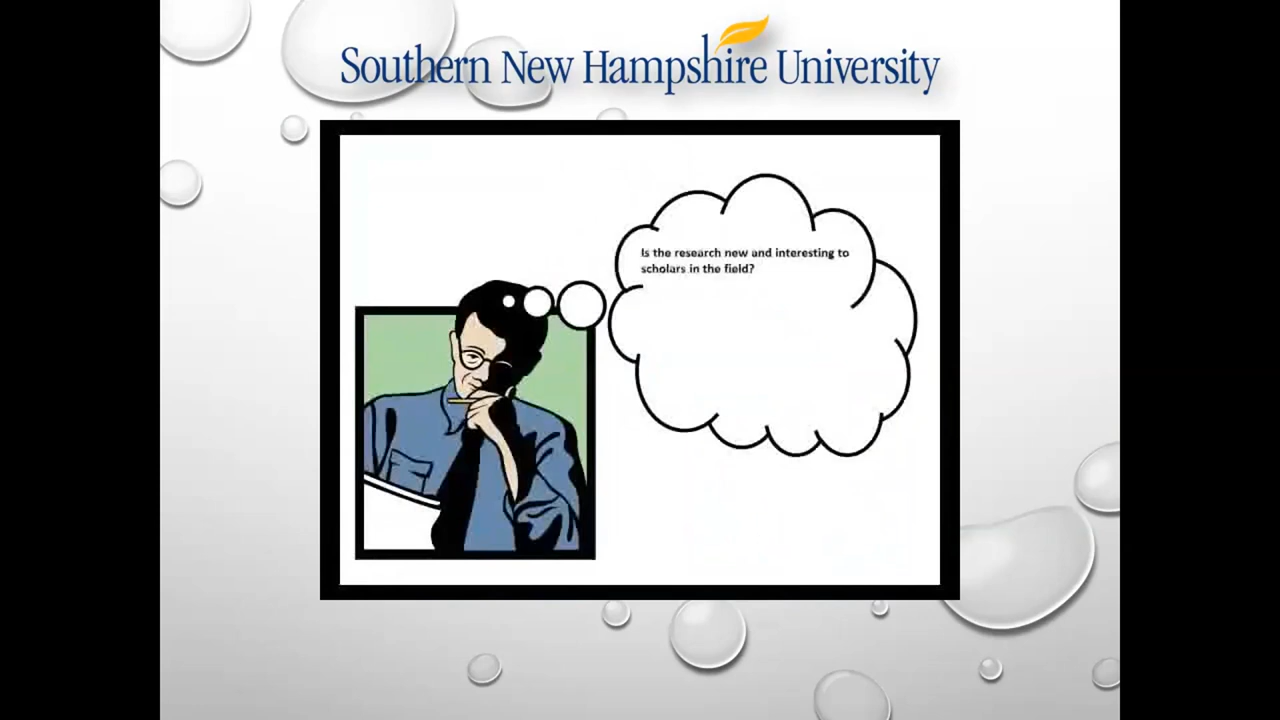 Southern New Hampshire University
Is the research new and interesting to
scholars in the field?